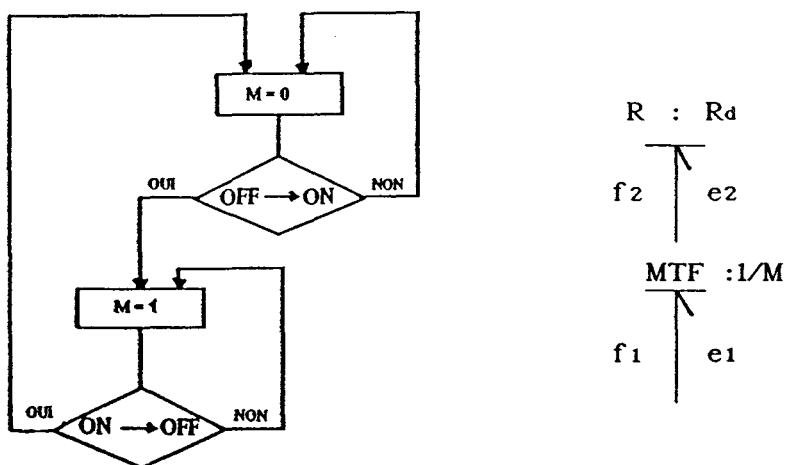 M = 0
OUI
OFF → ON
NON
M = 1
OUI
ON → OFF
NON
R : Rd
f2
e2
MTF :1/M
f1
e1